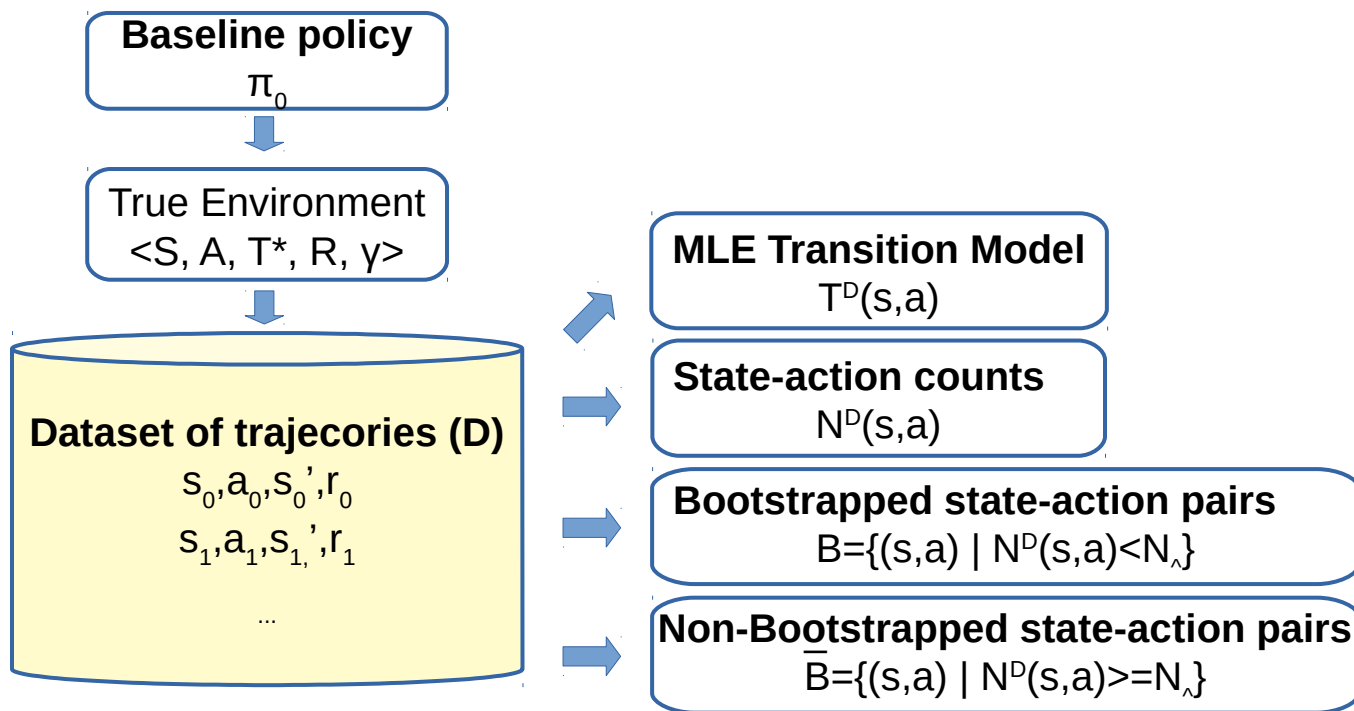 Baseline policy
π₀
True Environment
<S, A, T*, R, γ>
Dataset of trajecories (D)
s₀,a₀,s₀’,r₀
s₁,a₁,s₁,’,r₁
...
MLE Transition Model
Tᴰ(s,a)
State-action counts
Nᴰ(s,a)
Bootstrapped state-action pairs
B={(s,a) | Nᴰ(s,a)<N^}
Non-Bootstrapped state-action pairs
B̅={(s,a) | Nᴰ(s,a)>=N^}